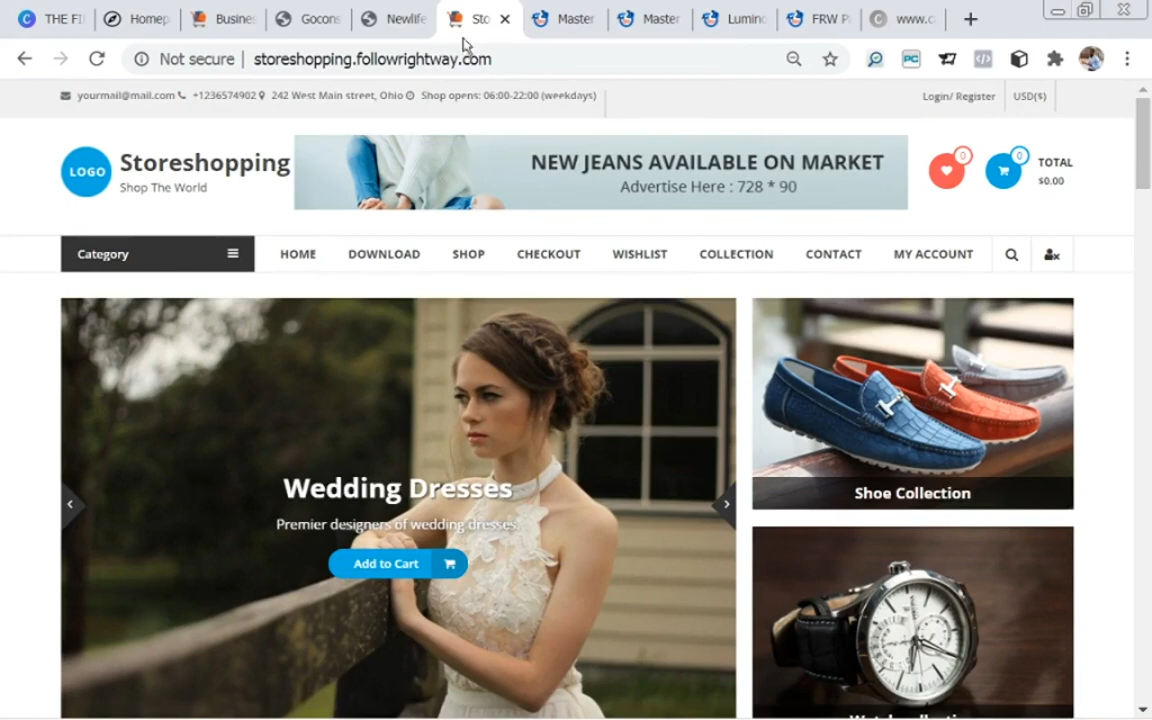 THE FI
Homep
Busine
Gocons
Newlife
Sto
Master
Master
Lumino
FRW P
www.c
Not secure
storeshopping.followrightway.com
yourmail@mail.com +1236574902 242 West Main street, Ohio Shop opens: 06:00-22:00 (weekdays)
Login/ Register
USD($)
LOGO
Storeshopping
Shop The World
NEW JEANS AVAILABLE ON MARKET
Advertise Here : 728 * 90
0
0
TOTAL
$0.00
Category
HOME DOWNLOAD SHOP CHECKOUT WISHLIST COLLECTION CONTACT MY ACCOUNT
Wedding Dresses
Premier designers of wedding dresses.
Add to Cart
Shoe Collection